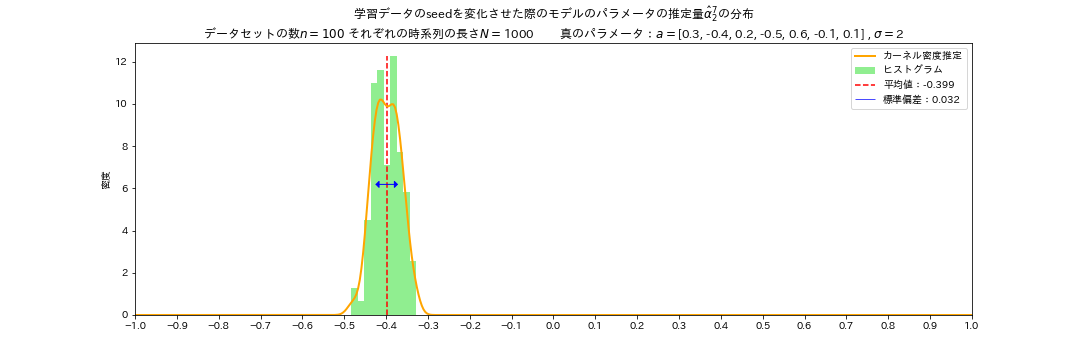 学習データのseedを変化させた際のモデルのパラメータの推定量$\hat{\alpha}_2^7$の分布
データセットの数$n = 100$ それぞれの時系列の長さ$N = 1000$ 真のパラメータ：$a = [0.3, -0.4, 0.2, -0.5, 0.6, -0.1, 0.1]$ , $\sigma = 2$
カーネル密度推定
ヒストグラム
平均値：-0.399
標準偏差：0.032
密度
12
10
8
6
4
2
0
−1.0 −0.9 −0.8 −0.7 −0.6 −0.5 −0.4 −0.3 −0.2 −0.1 0.0 0.1 0.2 0.3 0.4 0.5 0.6 0.7 0.8 0.9 1.0